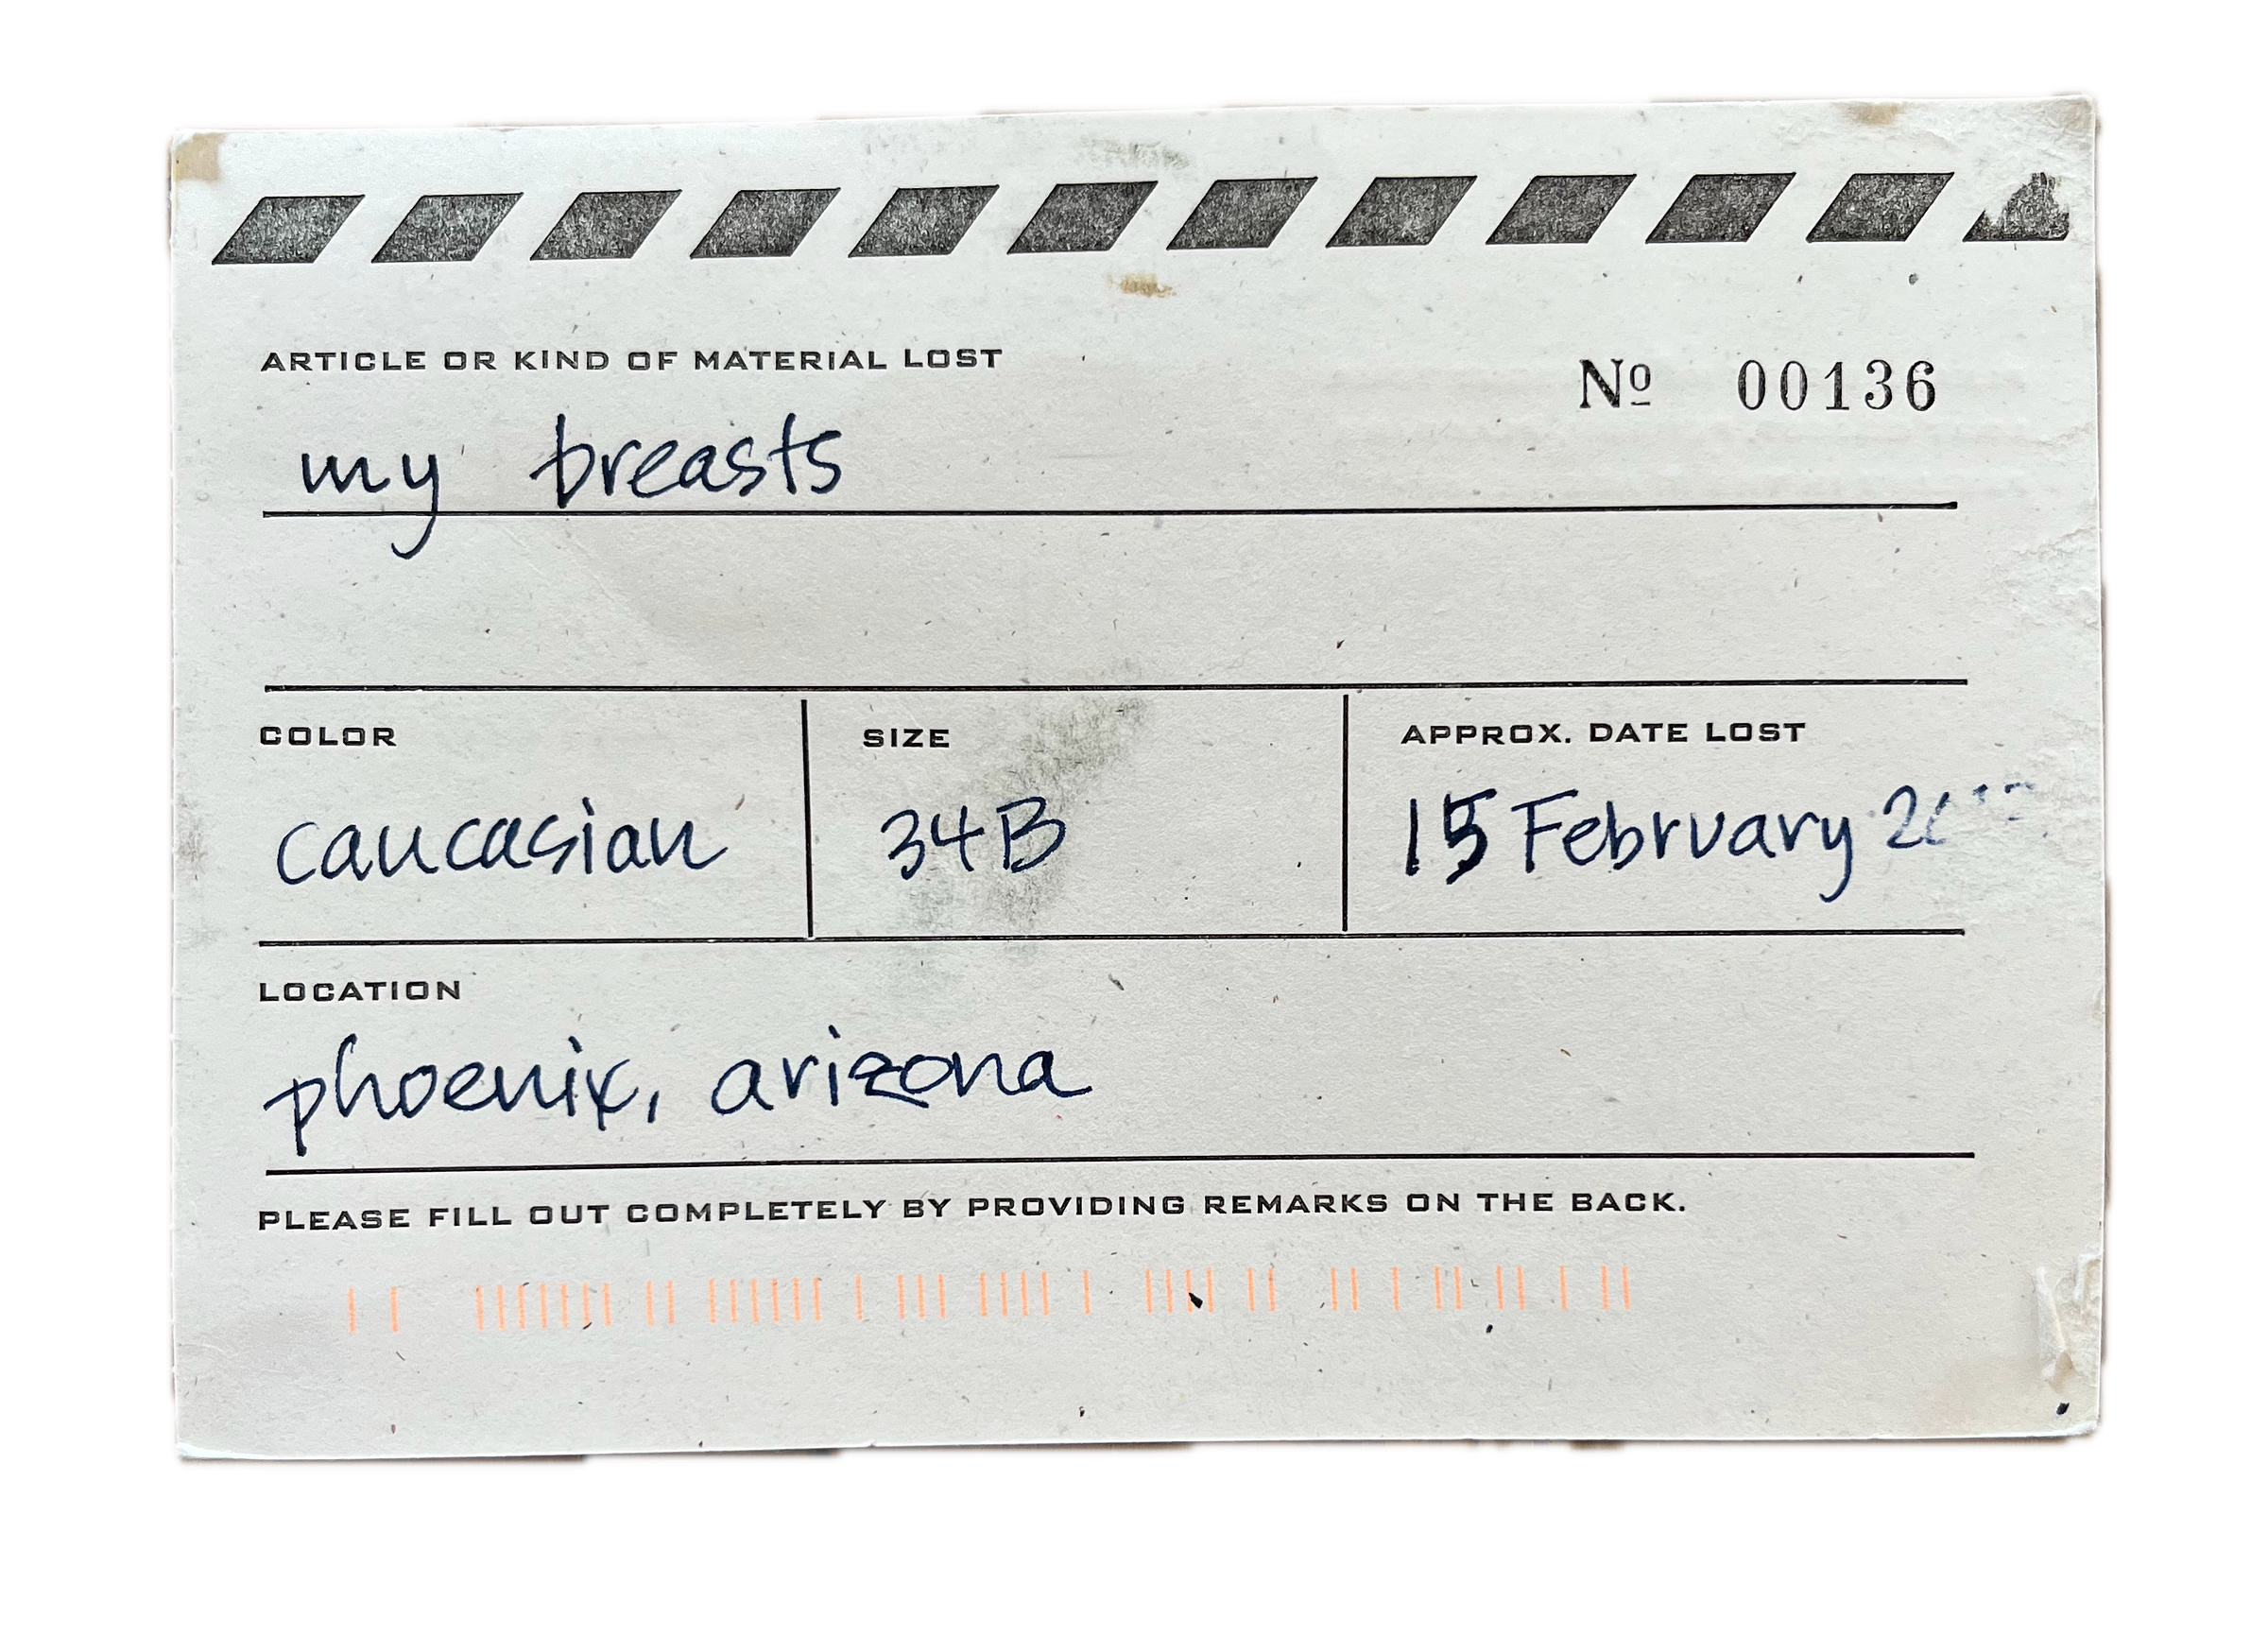 ARTICLE OR KIND OF MATERIAL LOST
Nº 00136
my breasts
COLOR
caucasian
SIZE
34B
APPROX. DATE LOST
15 February
LOCATION
phoenix, arizona
PLEASE FILL OUT COMPLETELY BY PROVIDING REMARKS ON THE BACK.